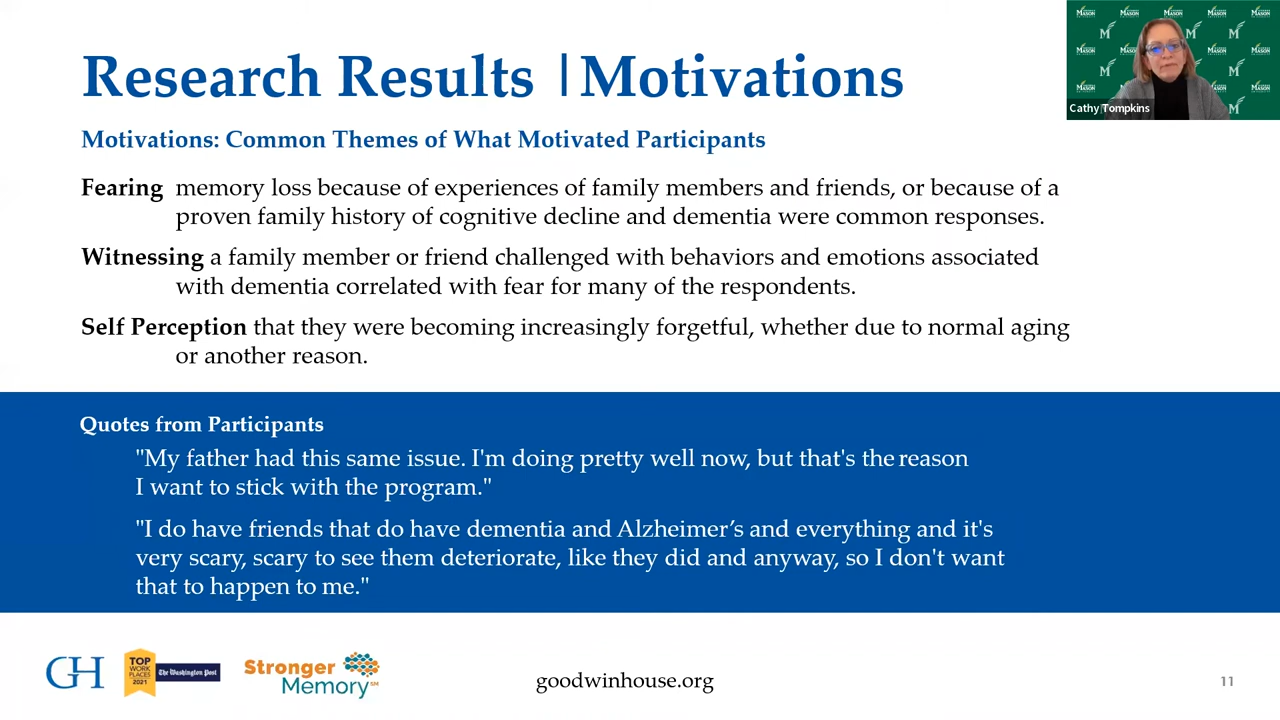 Research Results |Motivations
Motivations: Common Themes of What Motivated Participants
Fearing memory loss because of experiences of family members and friends, or because of a
proven family history of cognitive decline and dementia were common responses.
Witnessing a family member or friend challenged with behaviors and emotions associated
with dementia correlated with fear for many of the respondents.
Self Perception that they were becoming increasingly forgetful, whether due to normal aging
or another reason.
Quotes from Participants
"My father had this same issue. I'm doing pretty well now, but that's the reason
I want to stick with the program."
"I do have friends that do have dementia and Alzheimer’s and everything and it's
very scary, scary to see them deteriorate, like they did and anyway, so I don't want
that to happen to me."
GH
TOP
WORK
PLACES
2021
The Washington Post
Stronger
Memory SM
goodwinhouse.org
11
MASON
Cathy Tompkins